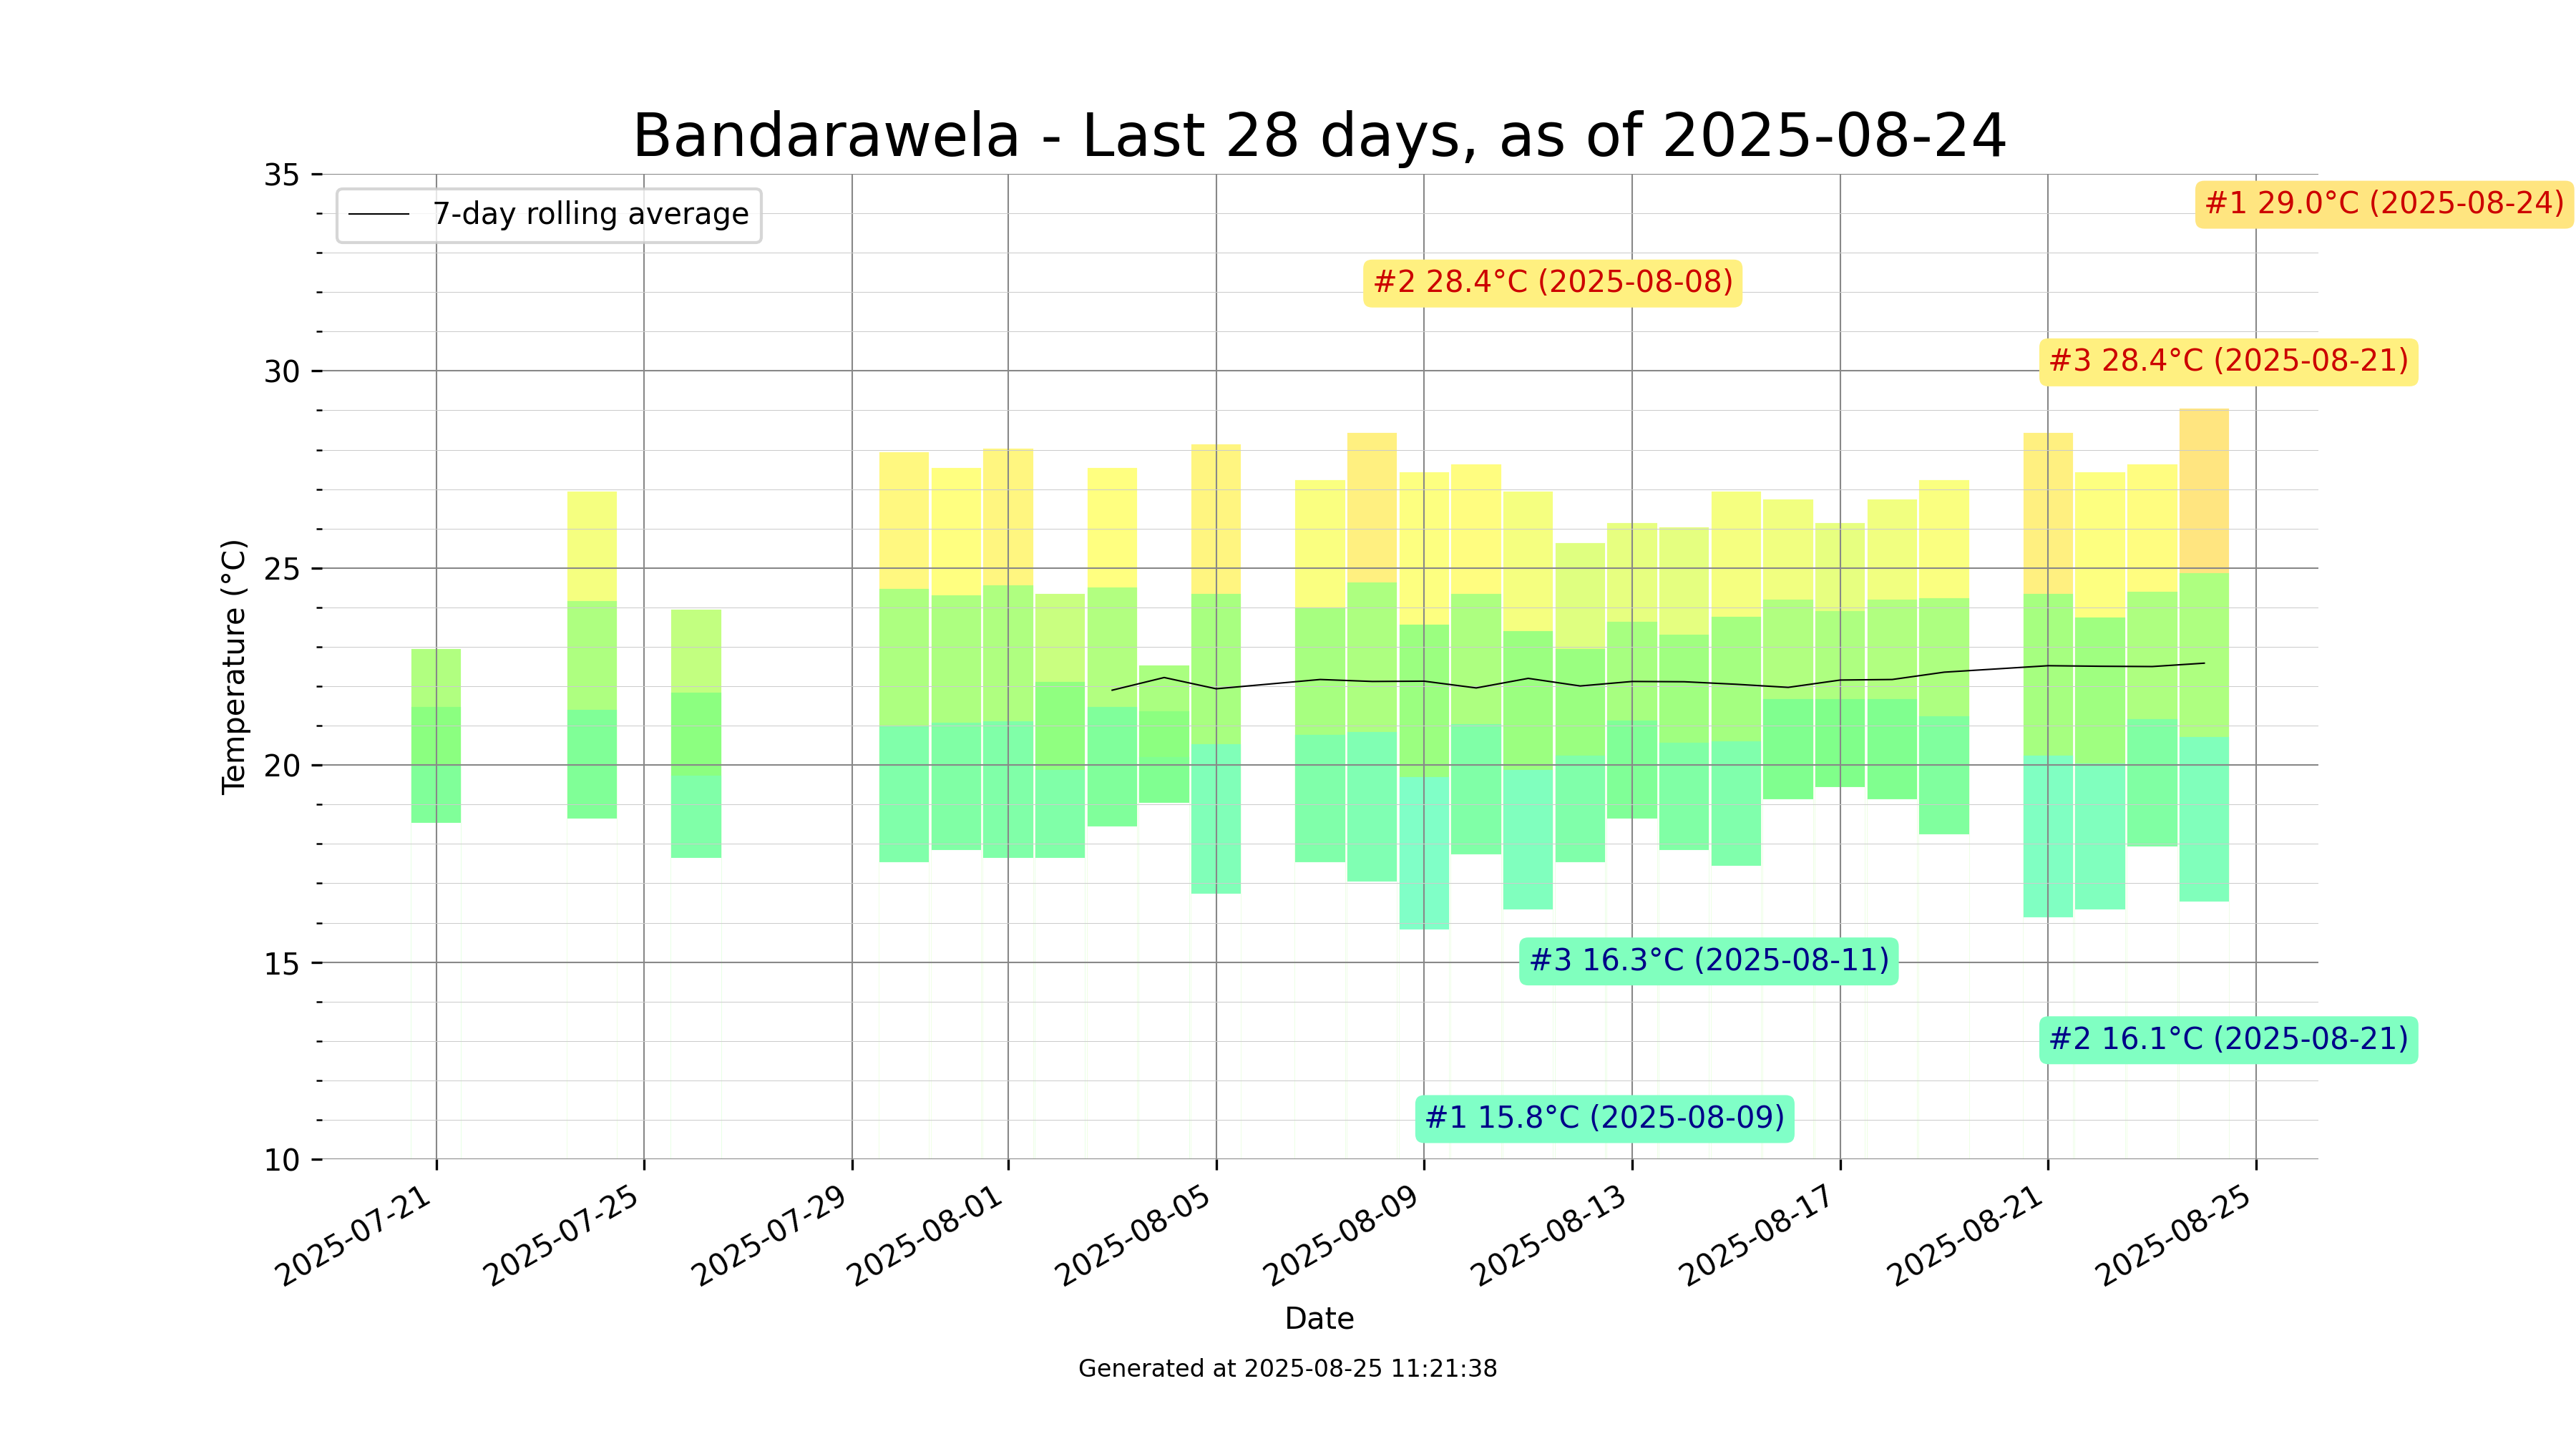 Bandarawela - Last 28 days, as of 2025-08-24
7-day rolling average
#1 29.0°C (2025-08-24)
#2 28.4°C (2025-08-08)
#3 28.4°C (2025-08-21)
#3 16.3°C (2025-08-11)
#2 16.1°C (2025-08-21)
#1 15.8°C (2025-08-09)
Temperature (°C)
35
30
25
20
15
10
2025-07-21
2025-07-25
2025-07-29
2025-08-01
2025-08-05
2025-08-09
2025-08-13
2025-08-17
2025-08-21
2025-08-25
Date
Generated at 2025-08-25 11:21:38